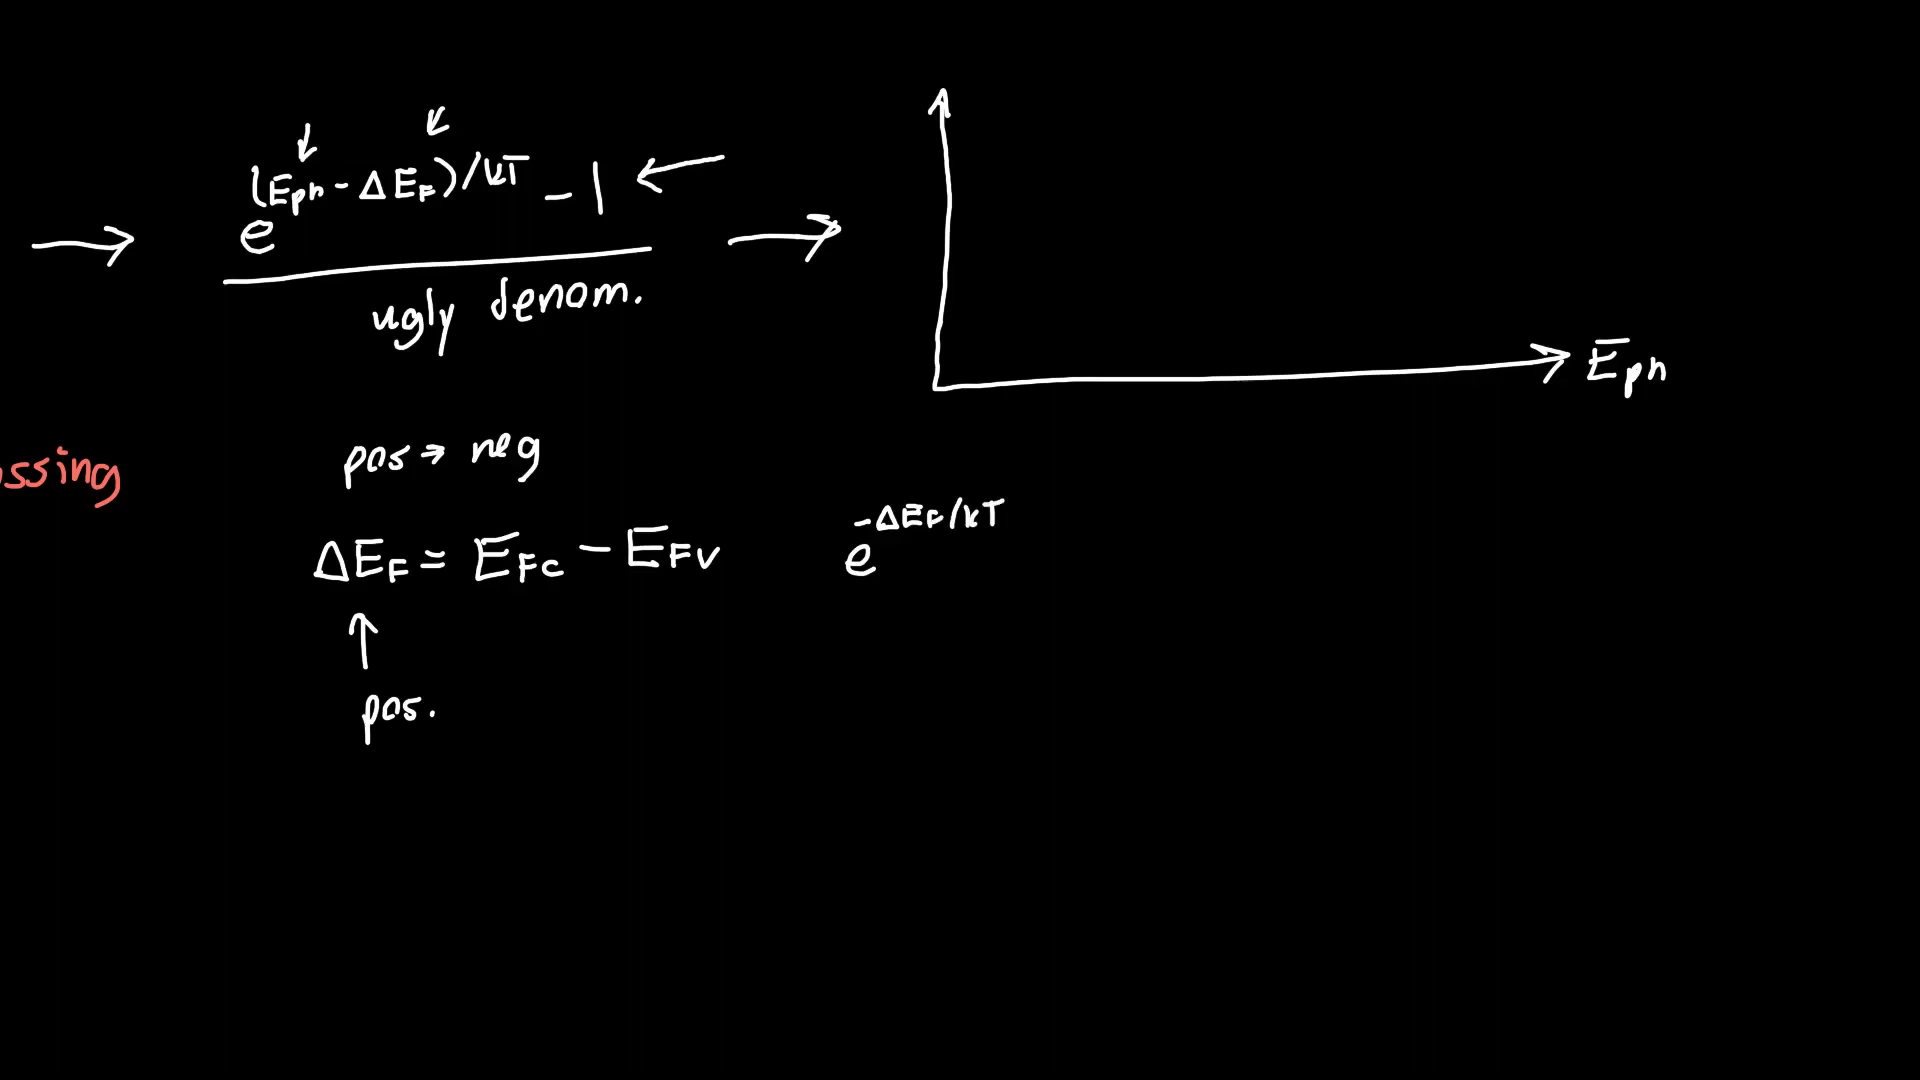 e^(Eph - ΔEF)/kT - 1
ugly denom.
Eph
ssing
pos → neg
ΔEF = EFc - EFv
e^-ΔEF/kT
pos.